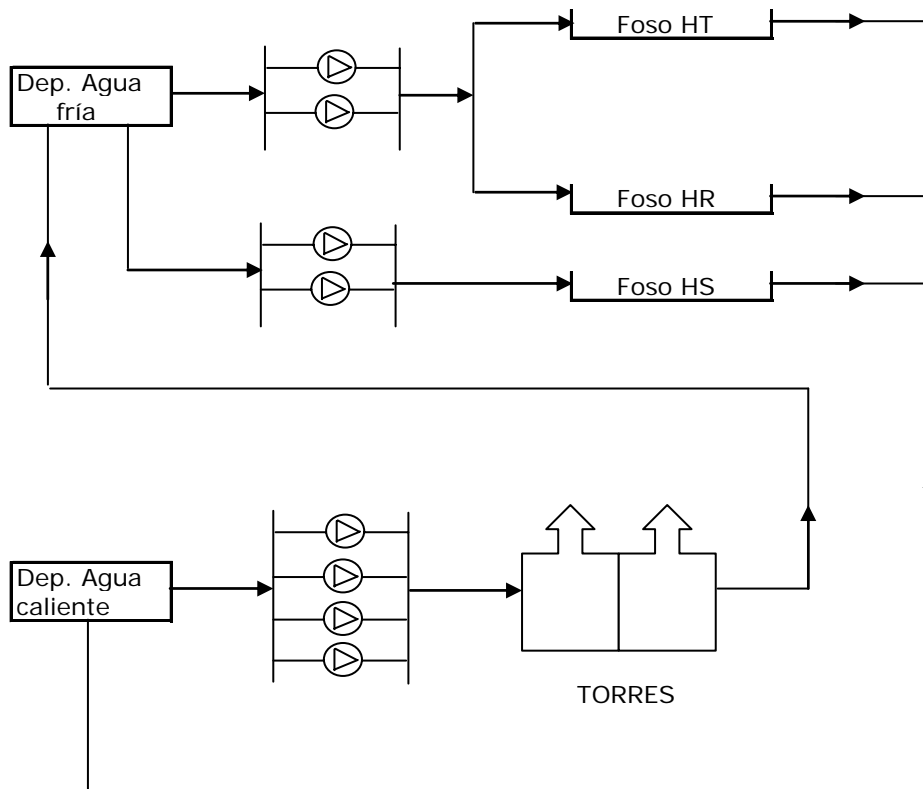 Foso HT
Dep. Agua
fría
Foso HR
Foso HS
Dep. Agua
caliente
TORRES